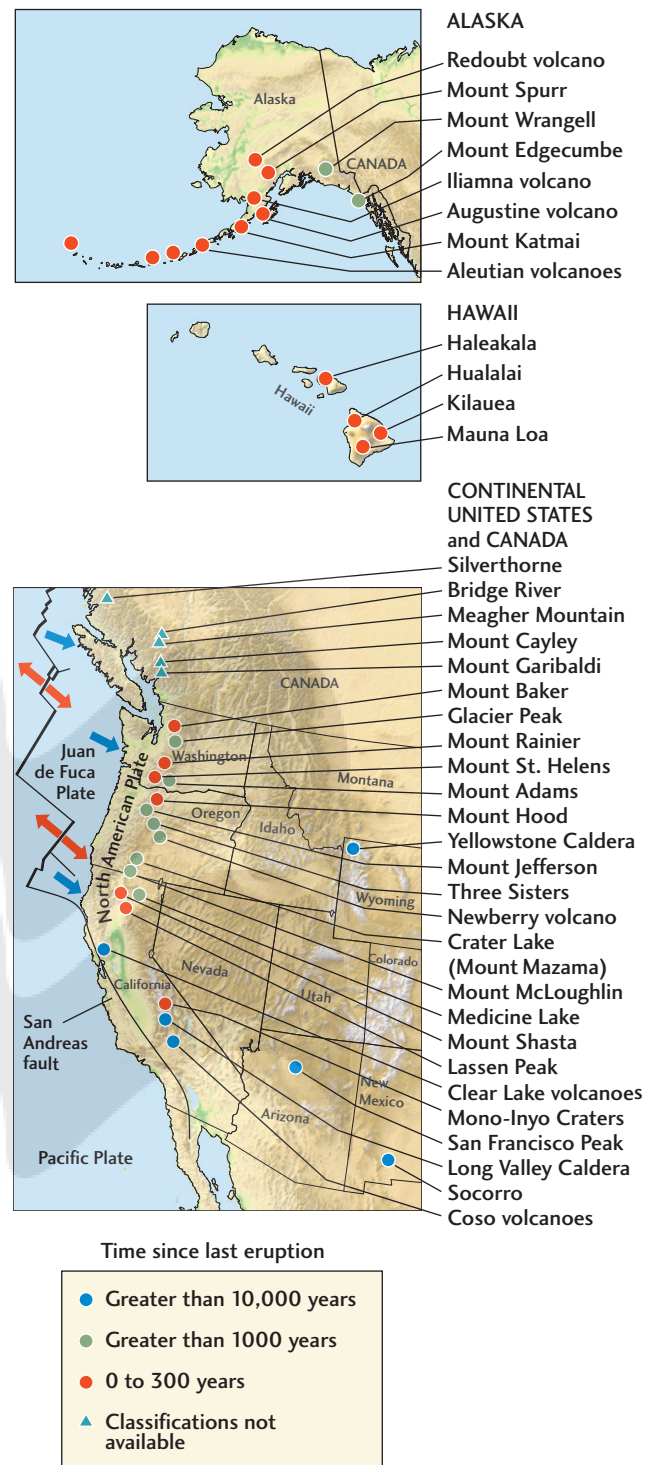 ALASKA
Redoubt volcano
Mount Spurr
Mount Wrangell
Mount Edgecumbe
Iliamna volcano
Augustine volcano
Mount Katmai
Aleutian volcanoes
Alaska
CANADA
HAWAII
Haleakala
Hualalai
Kilauea
Mauna Loa
Hawaii
CONTINENTAL
UNITED STATES
and CANADA
Silverthorne
Bridge River
Meagher Mountain
Mount Cayley
Mount Garibaldi
Mount Baker
Glacier Peak
Mount Rainier
Mount St. Helens
Mount Adams
Mount Hood
Yellowstone Caldera
Mount Jefferson
Three Sisters
Newberry volcano
Crater Lake
(Mount Mazama)
Mount McLoughlin
Medicine Lake
Mount Shasta
Lassen Peak
Clear Lake volcanoes
Mono-Inyo Craters
San Francisco Peak
Long Valley Caldera
Socorro
Coso volcanoes
CANADA
Juan
de Fuca
Plate
North American Plate
Washington
Montana
Oregon
Idaho
Wyoming
Nevada
Colorado
California
Utah
San
Andreas
fault
New
Mexico
Arizona
Pacific Plate
Time since last eruption
Greater than 10,000 years
Greater than 1000 years
0 to 300 years
Classifications not
available